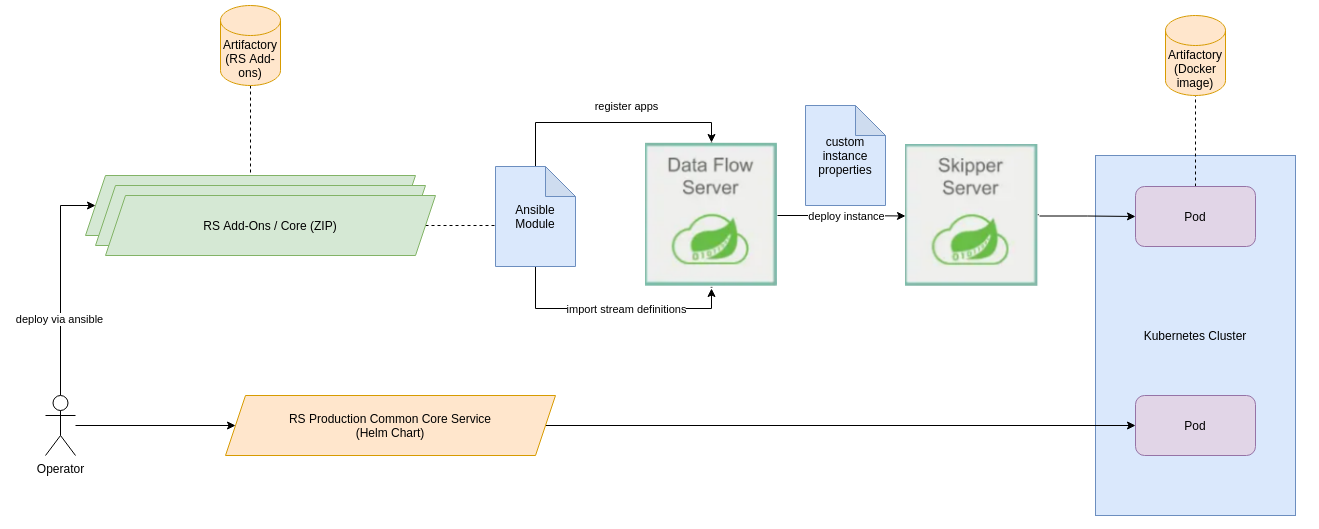 Artifactory
(RS Add-
ons)
Artifactory
(Docker
image)
register apps
custom
instance
properties
Data Flow
Server
Skipper
Server
RS Add-Ons / Core (ZIP)
Ansible
Module
deploy instance
Pod
import stream definitions
deploy via ansible
Kubernetes Cluster
RS Production Common Core Service
(Helm Chart)
Pod
Operator